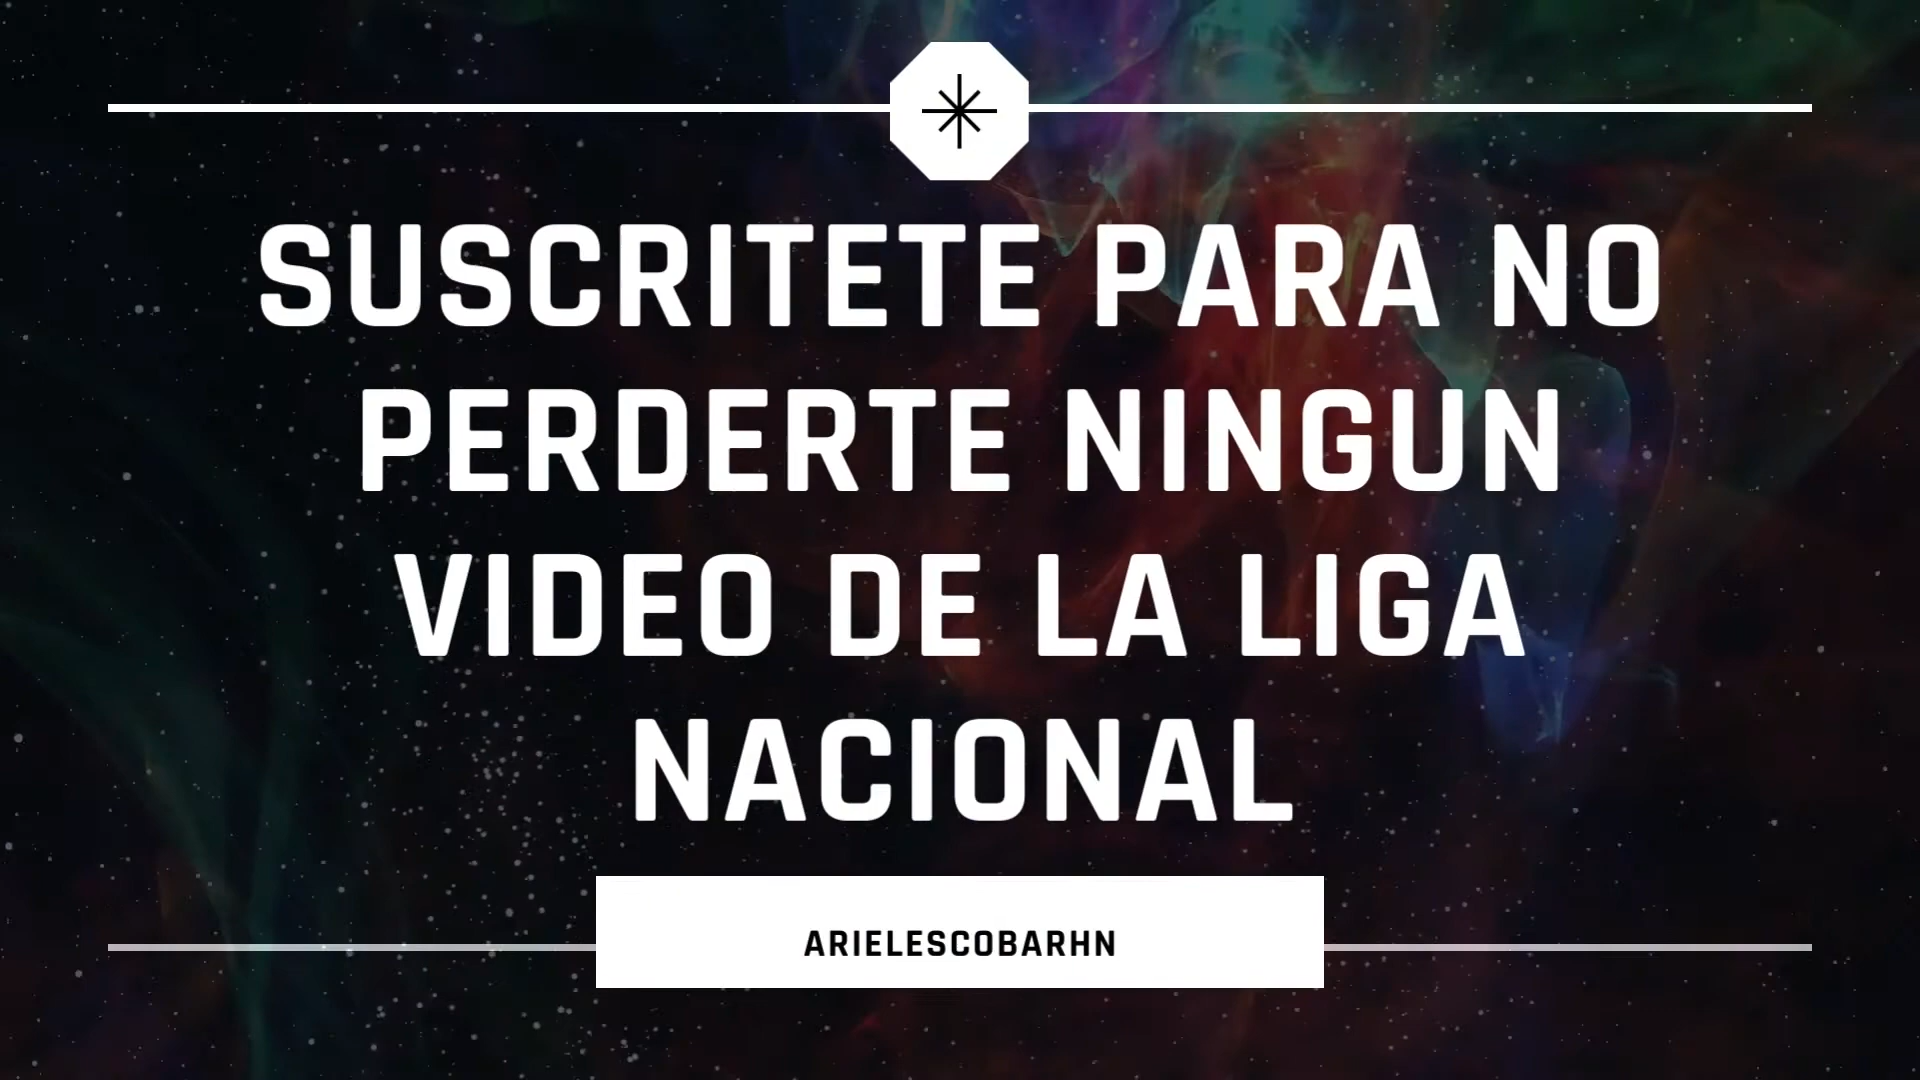 SUSCRITETE PARA NO
PERDERTE NINGUN
VIDEO DE LA LIGA
NACIONAL
ARIELESCOBARHN